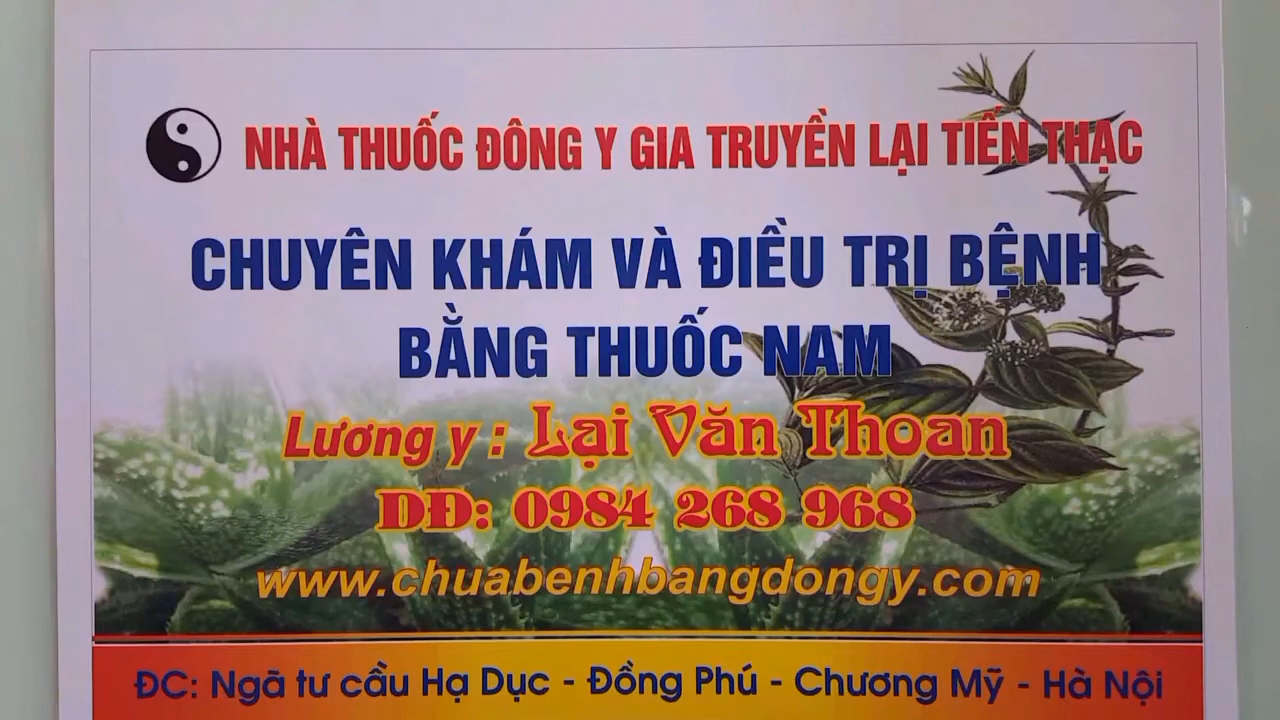 NHÀ THUỐC ĐÔNG Y GIA TRUYỀN LẠI TIẾN THẠC
CHUYÊN KHÁM VÀ ĐIỀU TRỊ BỆNH
BẰNG THUỐC NAM
Lương y : Lại Văn Thoan
DĐ: 0984 268 968
www.chuabenhbangdongy.com
ĐC: Ngã tư cầu Hạ Dục - Đồng Phú - Chương Mỹ - Hà Nội